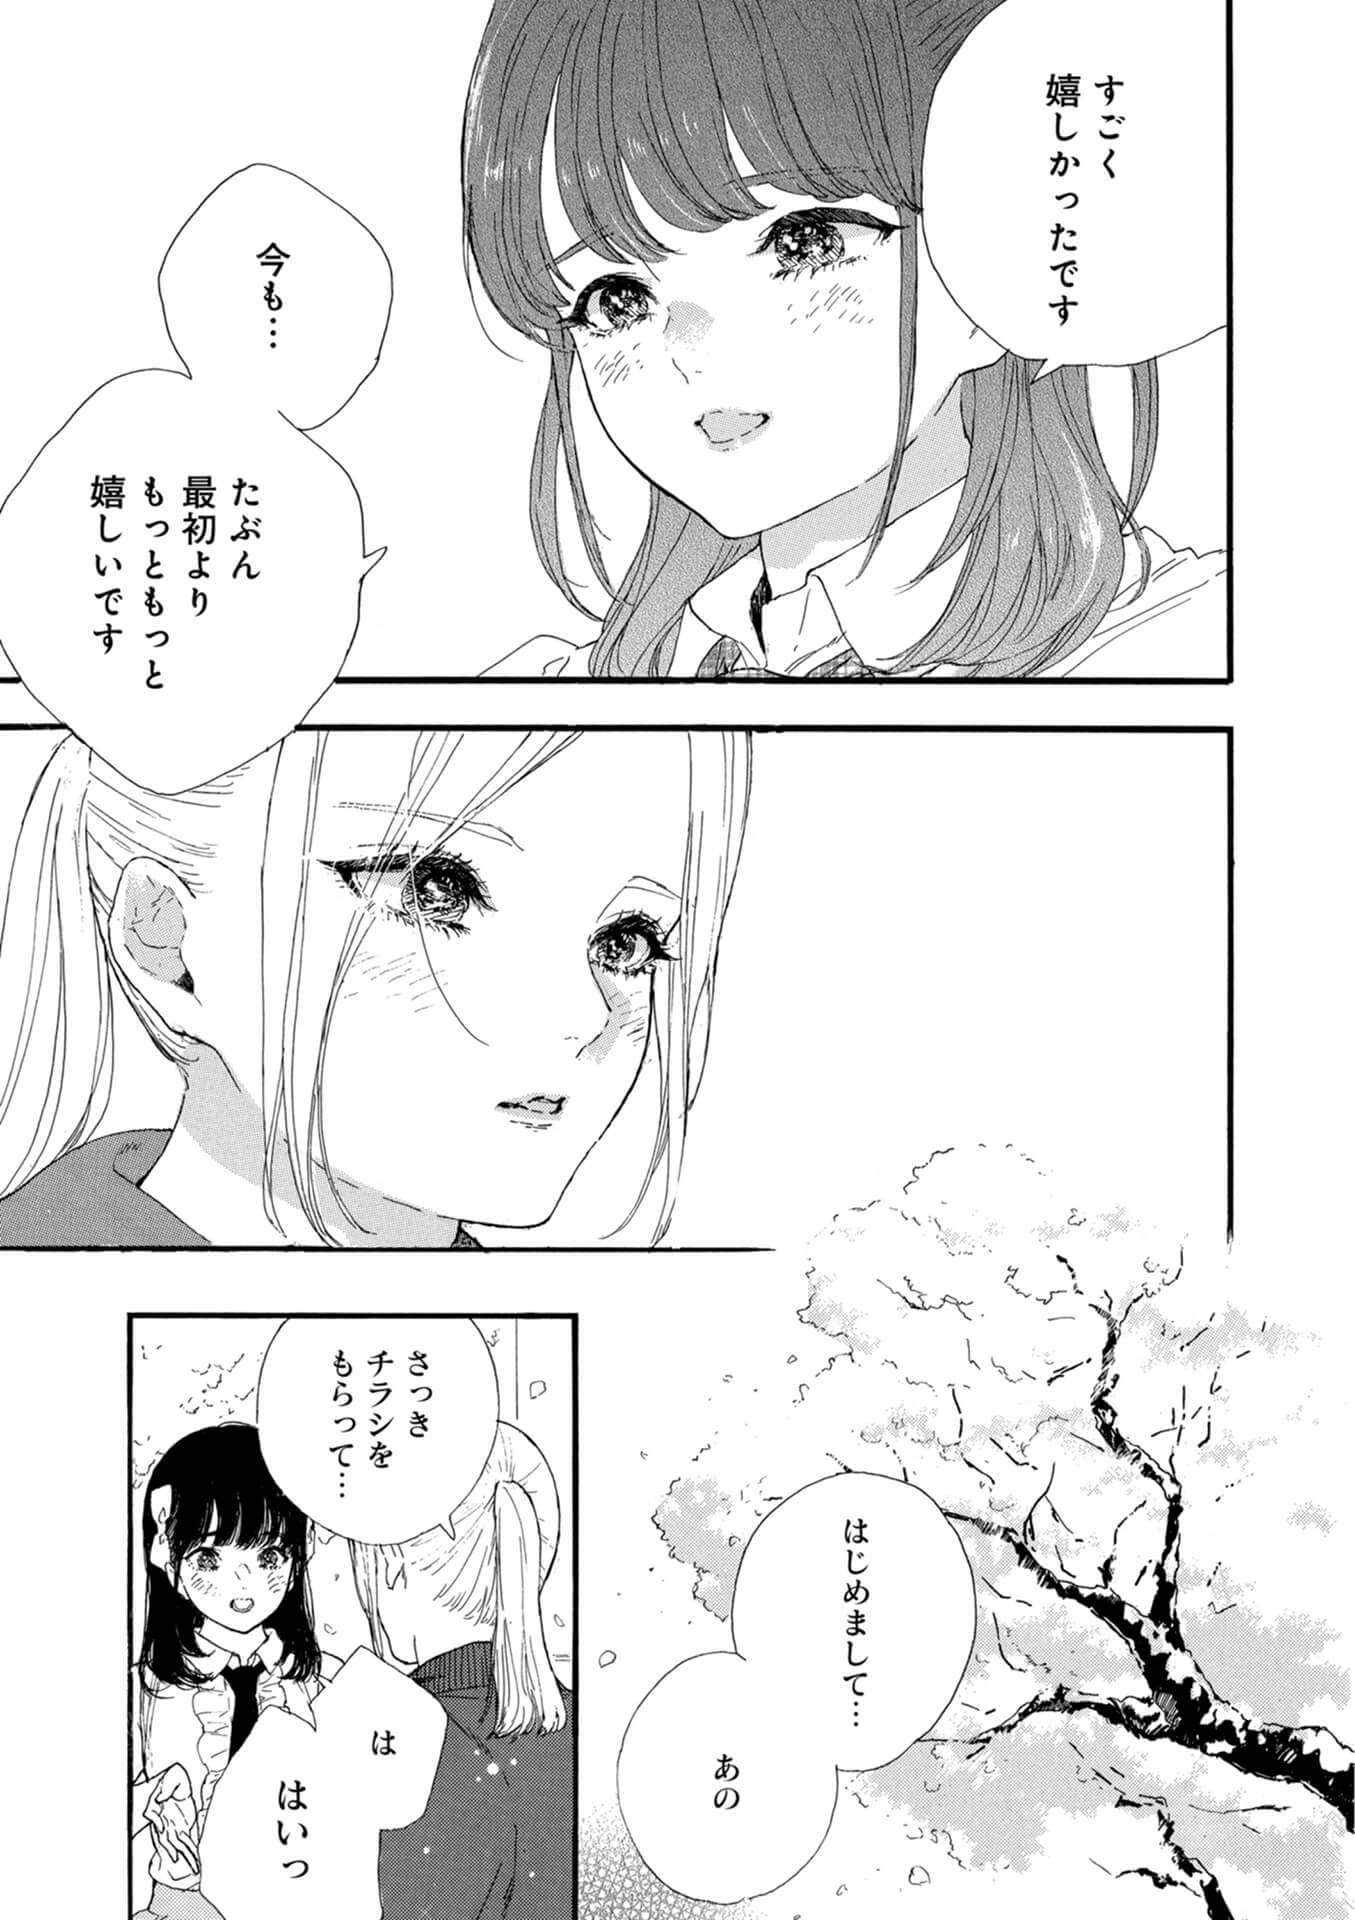 すごく
嬉しかったです
今も…
たぶん
最初より
もっともっと
嬉しいです
はじめまして…
あの
さっき
チラシを
もらって…
は
はいっ